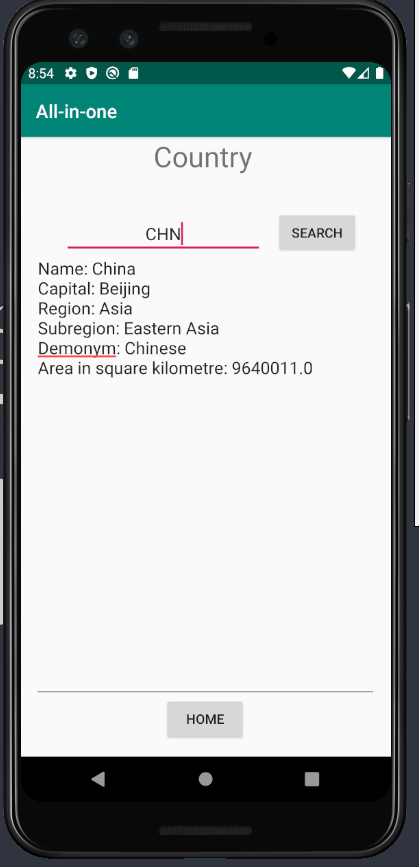 8:54
All-in-one
Country
CHN
SEARCH
Name: China
Capital: Beijing
Region: Asia
Subregion: Eastern Asia
Demonym: Chinese
Area in square kilometre: 9640011.0
HOME